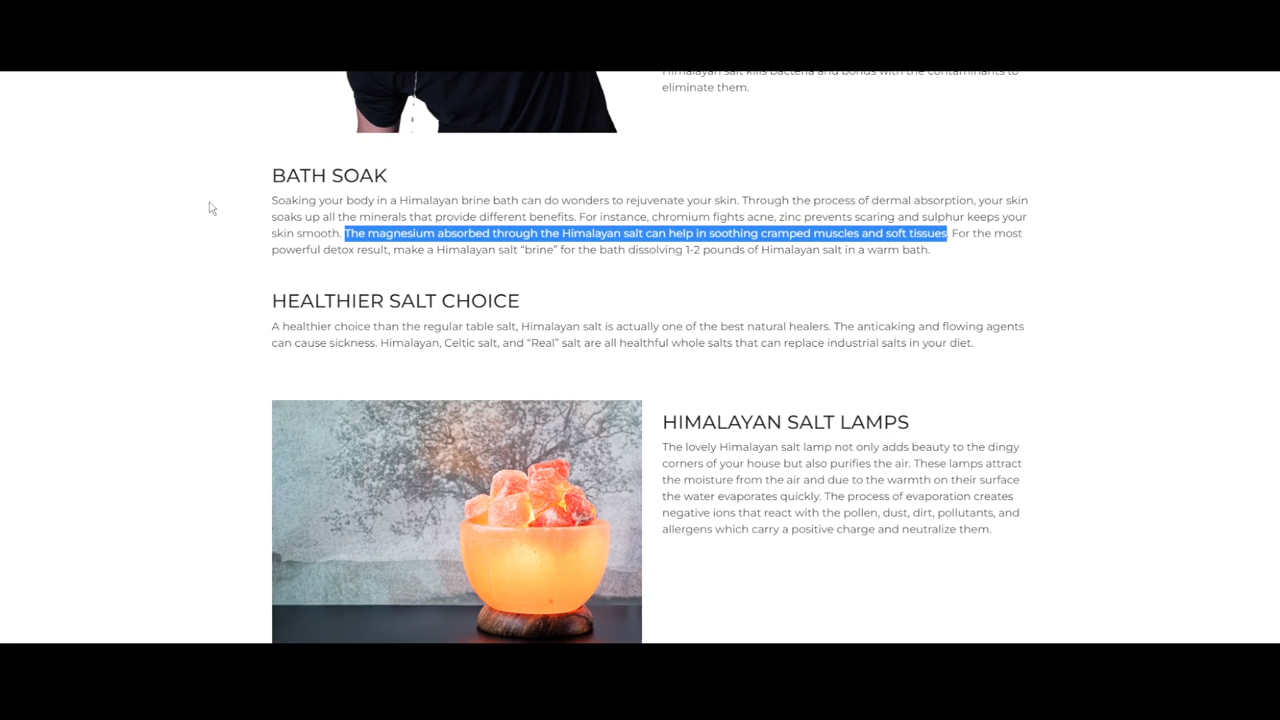 Himalayan salt kills bacteria and bonds with the contaminants to
eliminate them.
BATH SOAK
Soaking your body in a Himalayan brine bath can do wonders to rejuvenate your skin. Through the process of dermal absorption, your skin
soaks up all the minerals that provide different benefits. For instance, chromium fights acne, zinc prevents scaring and sulphur keeps your
skin smooth. The magnesium absorbed through the Himalayan salt can help in soothing cramped muscles and soft tissues. For the most
powerful detox result, make a Himalayan salt “brine” for the bath dissolving 1-2 pounds of Himalayan salt in a warm bath.
HEALTHIER SALT CHOICE
A healthier choice than the regular table salt, Himalayan salt is actually one of the best natural healers. The anticaking and flowing agents
can cause sickness. Himalayan, Celtic salt, and “Real” salt are all healthful whole salts that can replace industrial salts in your diet.
HIMALAYAN SALT LAMPS
The lovely Himalayan salt lamp not only adds beauty to the dingy
corners of your house but also purifies the air. These lamps attract
the moisture from the air and due to the warmth on their surface
the water evaporates quickly. The process of evaporation creates
negative ions that react with the pollen, dust, dirt, pollutants, and
allergens which carry a positive charge and neutralize them.